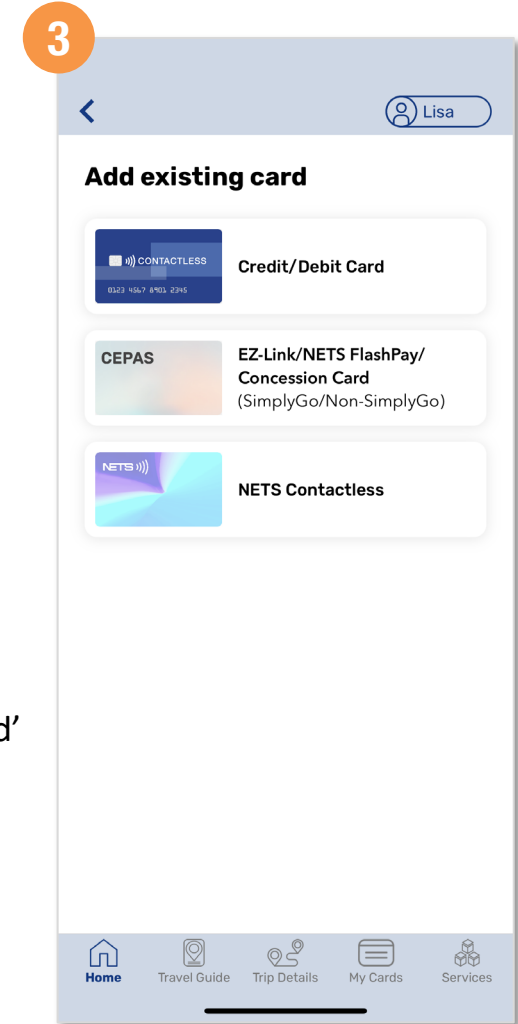 3
Lisa
Add existing card
CONTACTLESS
0123 4567 8901 2345
Credit/Debit Card
CEPAS
EZ-Link/NETS FlashPay/
Concession Card
(SimplyGo/Non-SimplyGo)
NETS
NETS Contactless
d’
Home
Travel Guide
Trip Details
My Cards
Services